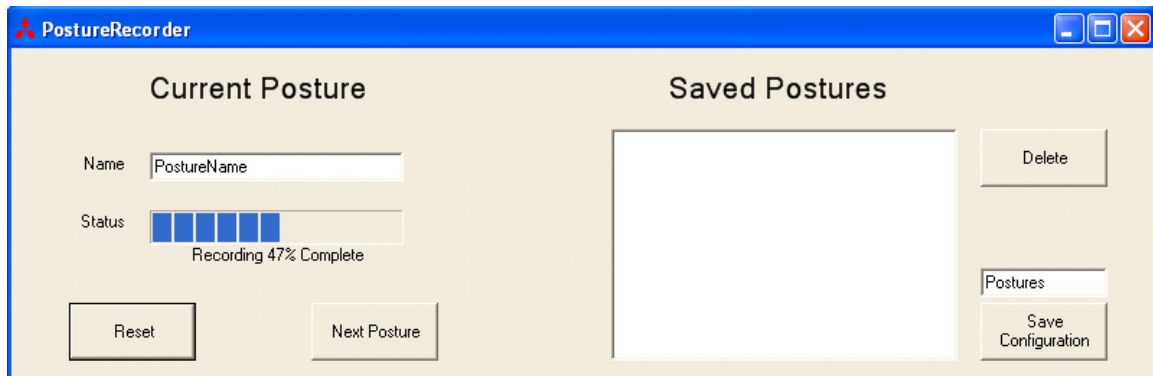 PostureRecorder
Current Posture
Name
PostureName
Status
Recording 47% Complete
Reset
Next Posture
Saved Postures
Delete
Postures
Save
Configuration